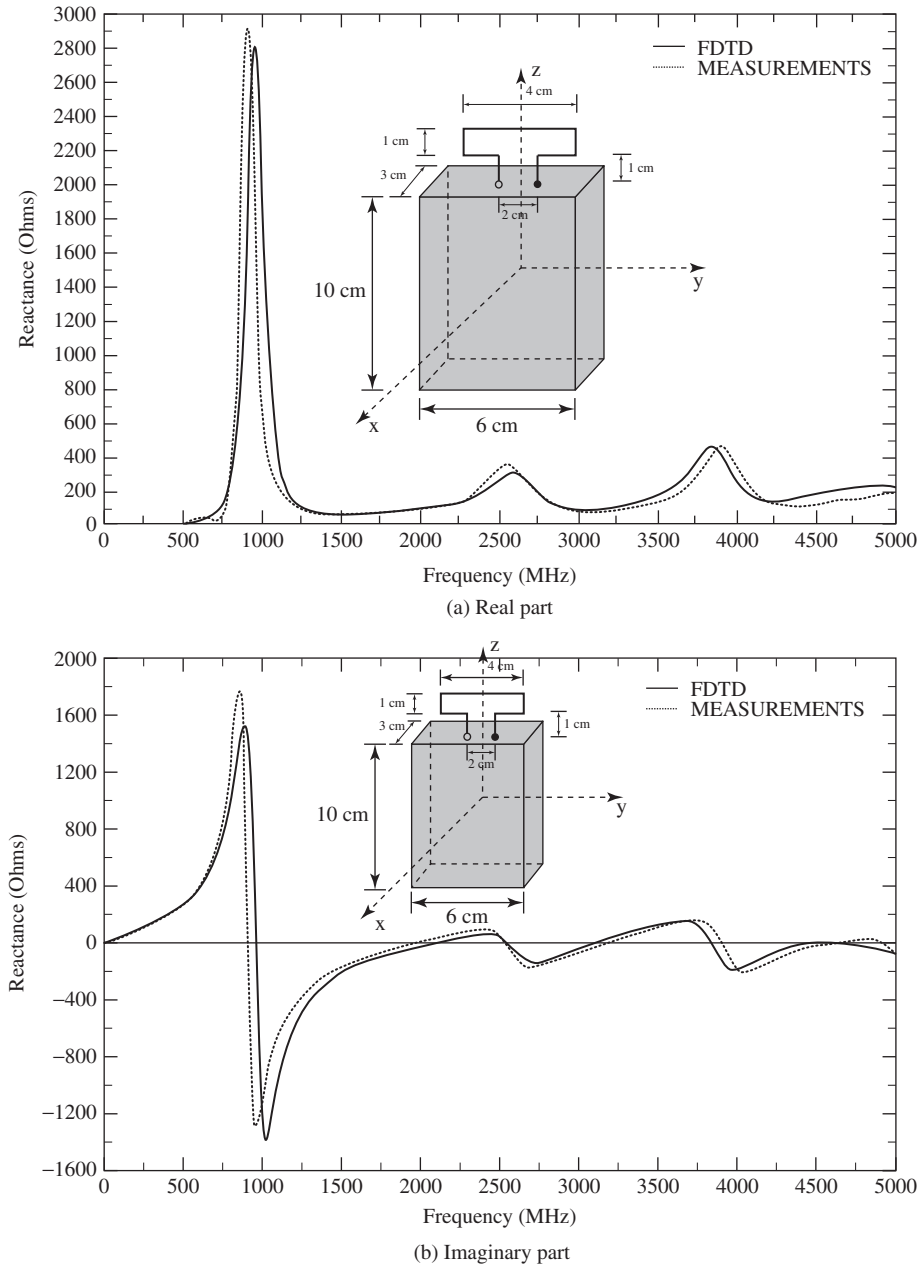 3000
2800
2600
2400
2200
2000
1800
1600
1400
1200
1000
800
600
400
200
0
Reactance (Ohms)
FDTD
MEASUREMENTS
z
4 cm
1 cm
3 cm
1 cm
2 cm
10 cm
y
x
6 cm
0 500 1000 1500 2000 2500 3000 3500 4000 4500 5000
Frequency (MHz)
(a) Real part
2000
1600
1200
800
400
0
−400
−800
−1200
−1600
Reactance (Ohms)
FDTD
MEASUREMENTS
z
4 cm
1 cm
3 cm
1 cm
2 cm
10 cm
y
x
6 cm
0 500 1000 1500 2000 2500 3000 3500 4000 4500 5000
Frequency (MHz)
(b) Imaginary part